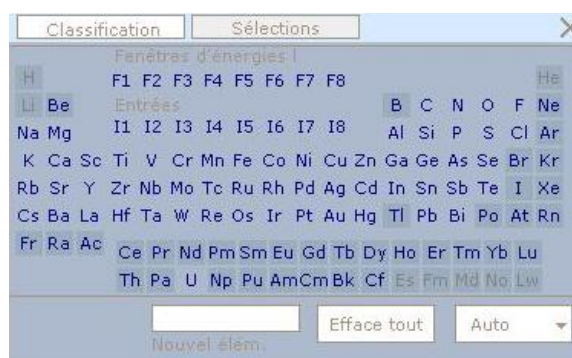 Classification Sélections
Fenêtres d'énergies I
H F1 F2 F3 F4 F5 F6 F7 F8 He
Li Be Entrées B C N O F Ne
Na Mg I1 I2 I3 I4 I5 I6 I7 I8 Al Si P S Cl Ar
K Ca Sc Ti V Cr Mn Fe Co Ni Cu Zn Ga Ge As Se Br Kr
Rb Sr Y Zr Nb Mo Tc Ru Rh Pd Ag Cd In Sn Sb Te I Xe
Cs Ba La Hf Ta W Re Os Ir Pt Au Hg Tl Pb Bi Po At Rn
Fr Ra Ac Ce Pr Nd Pm Sm Eu Gd Tb Dy Ho Er Tm Yb Lu
Th Pa U Np Pu Am Cm Bk Cf Es Fm Md No Lw
Efface tout Auto
Nouvel élém.